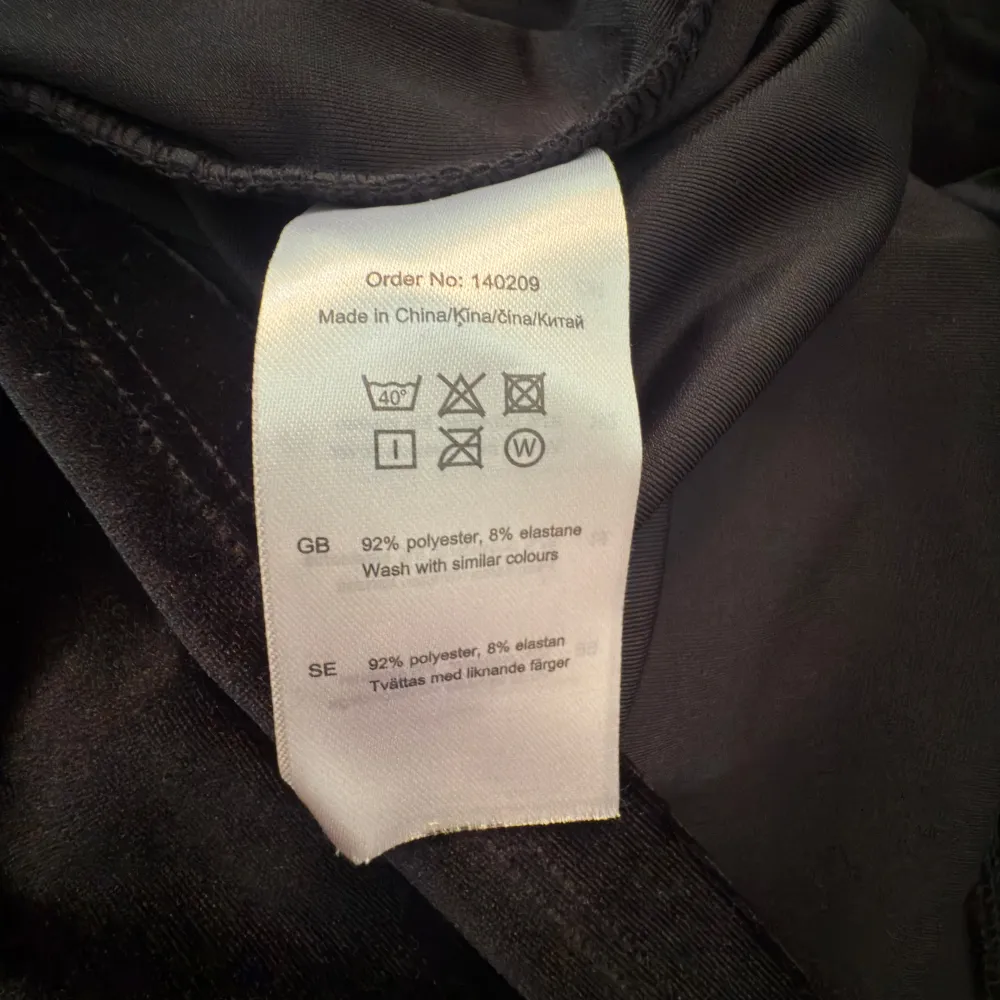 Order No: 140209
Made in China/Ķīna/čína/Китай
40°
W
GB 92% polyester, 8% elastane
Wash with similar colours
SE 92% polyester, 8% elastan
Tvättas med liknande färger